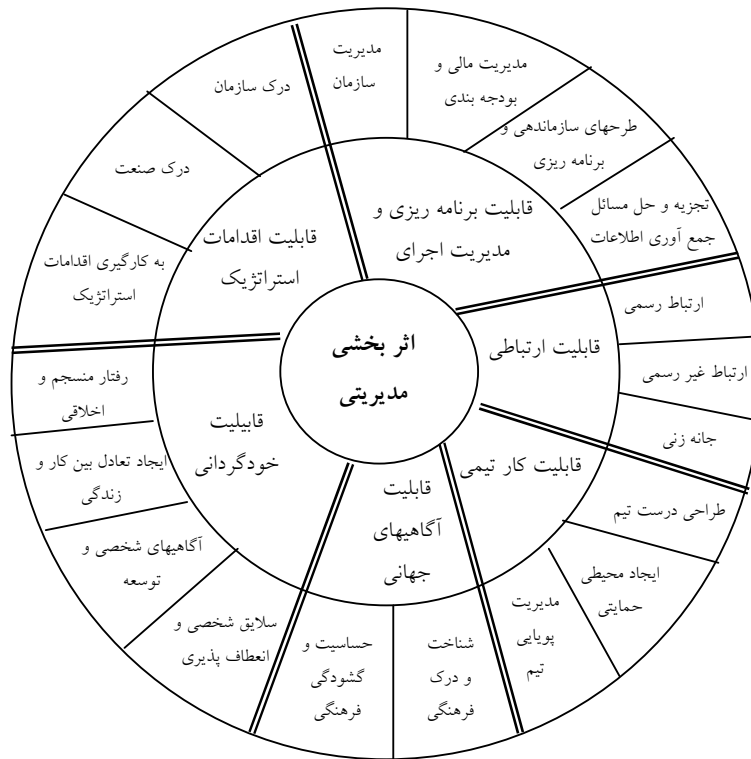 اثر بخشی
مدیریتی
قابلیت برنامه ریزی و
مدیریت اجرای
قابلیت ارتباطی
قابلیت کار تیمی
قابلیت
آگاهیهای
جهانی
قابیلیت
خودگردانی
قابلیت اقدامات
استراتژیک
مدیریت
سازمان
مدیریت مالی و
بودجه بندی
طرحهای سازماندهی و
برنامه ریزی
تجزیه و حل مسائل
جمع آوری اطلاعات
ارتباط رسمی
ارتباط غیر رسمی
جانه زنی
طراحی درست تیم
ایجاد محیطی
حمایتی
مدیریت
پویایی
تیم
شناخت
و درک
فرهنگی
حساسیت و
گشودگی
فرهنگی
سلایق شخصی و
انعطاف پذیری
آگاهیهای شخصی و
توسعه
ایجاد تعادل بین کار و
زندگی
رفتار منسجم و
اخلاقی
به کارگیری اقدامات
استراتژیک
درک صنعت
درک سازمان